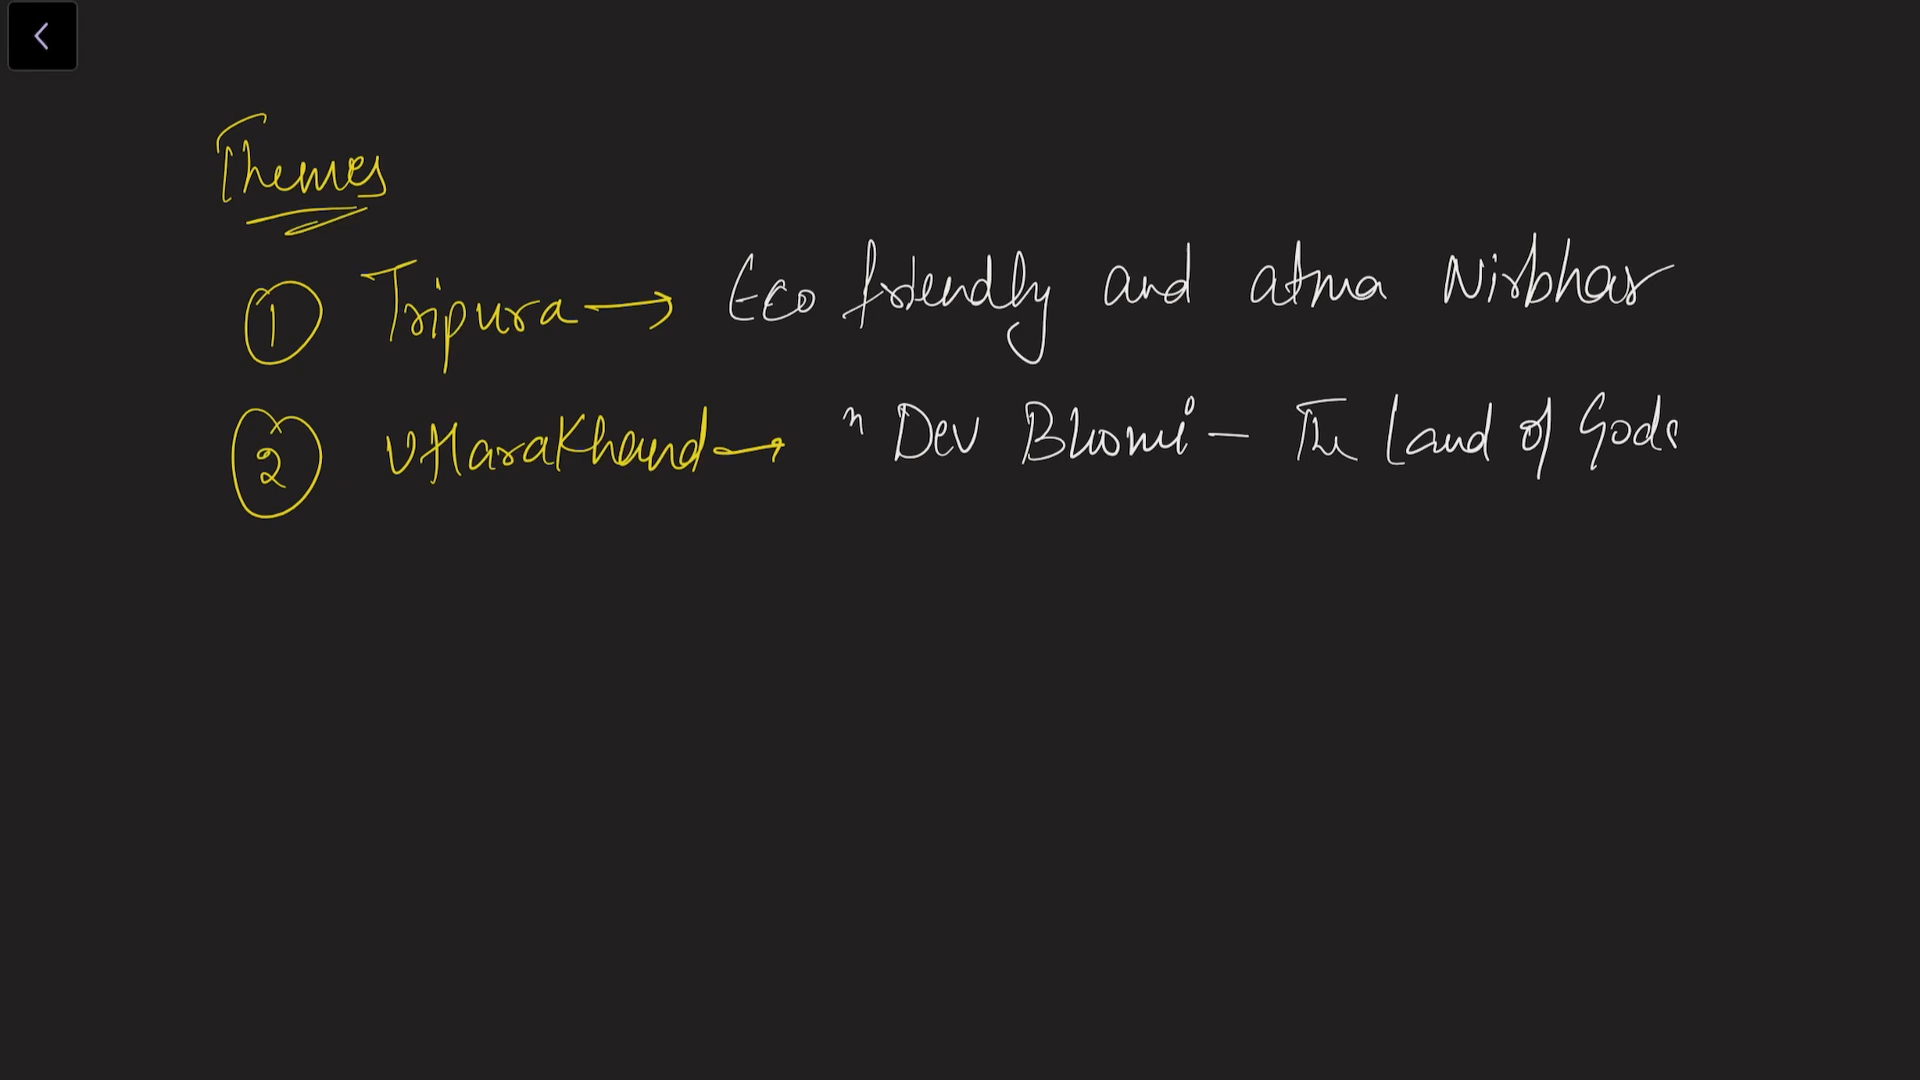 Themes
1 Tripura → Eco friendly and atma Nirbhar
2 Uttarakhand → " Dev Bhomi - The Land of Gods